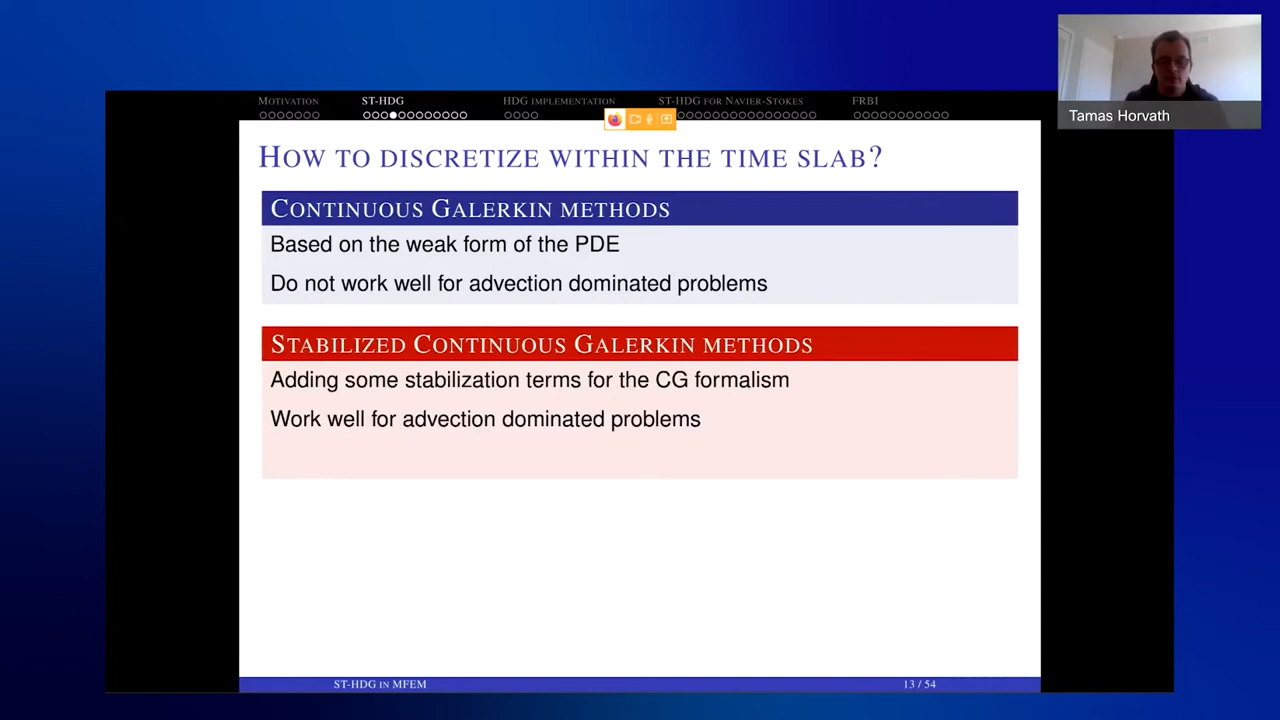 MOTIVATION
ST-HDG
HDG IMPLEMENTATION
ST-HDG FOR NAVIER-STOKES
FRBI
Tamas Horvath
HOW TO DISCRETIZE WITHIN THE TIME SLAB?
CONTINUOUS GALERKIN METHODS
Based on the weak form of the PDE
Do not work well for advection dominated problems
STABILIZED CONTINUOUS GALERKIN METHODS
Adding some stabilization terms for the CG formalism
Work well for advection dominated problems
ST-HDG IN MFEM
13 / 54